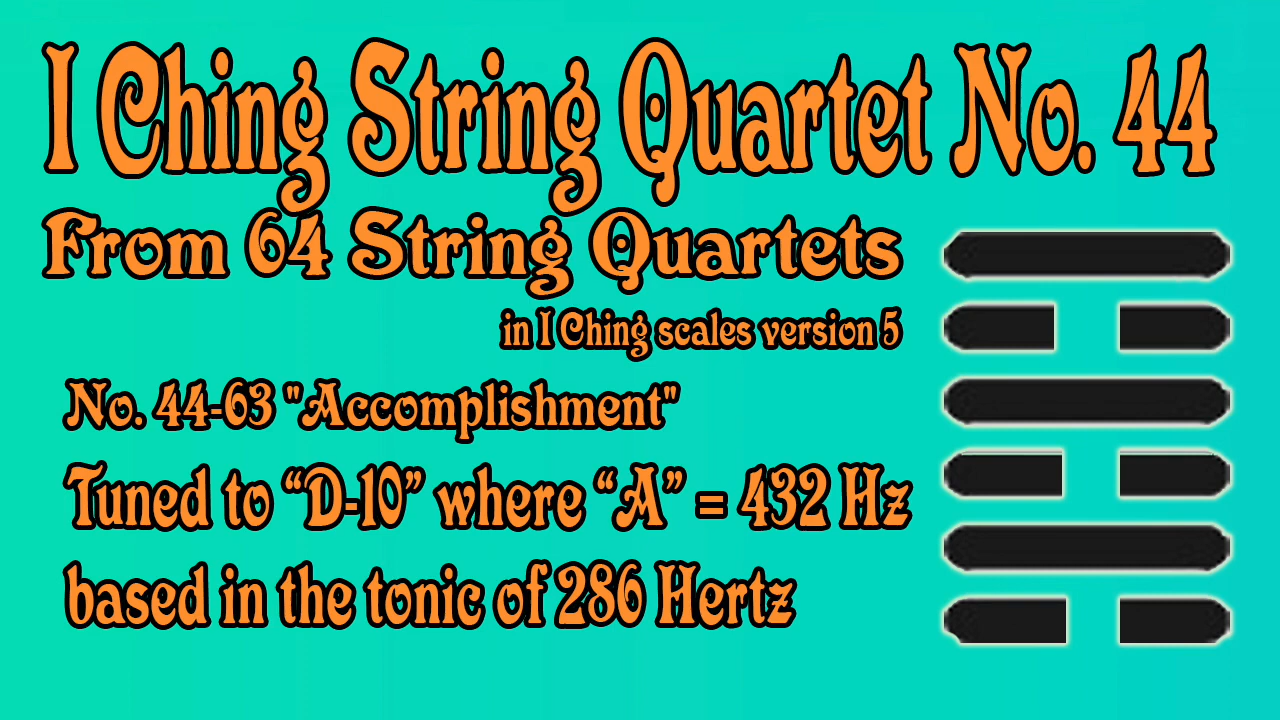 I Ching String Quartet No. 44
From 64 String Quartets
in I Ching scales version 5
No. 44-63 "Accomplishment"
Tuned to “D-10” where “A” = 432 Hz
based in the tonic of 286 Hertz